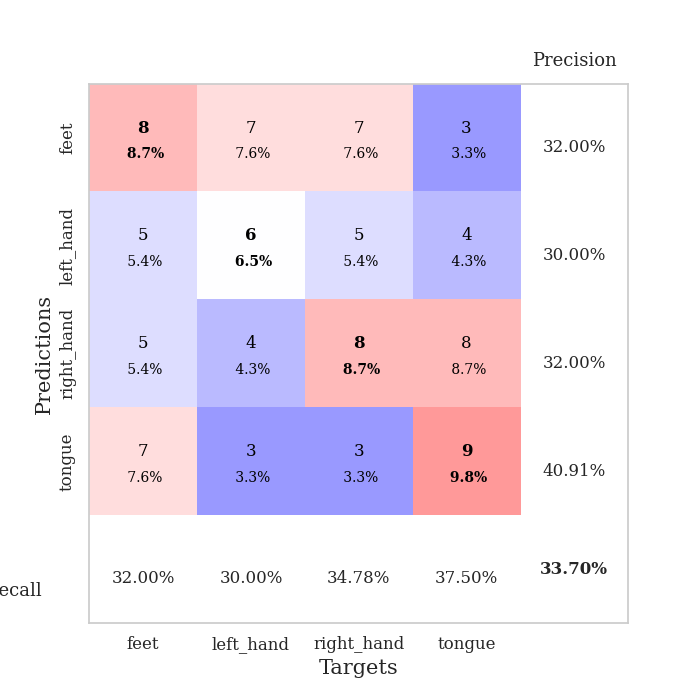 Precision
feet
8 7 7 3
8.7% 7.6% 7.6% 3.3% 32.00%
left_hand
5 6 5 4
5.4% 6.5% 5.4% 4.3% 30.00%
Predictions
right_hand
5 4 8 8
5.4% 4.3% 8.7% 8.7% 32.00%
tongue
7 3 3 9
7.6% 3.3% 3.3% 9.8% 40.91%
ecall 32.00% 30.00% 34.78% 37.50% 33.70%
feet left_hand right_hand tongue
Targets